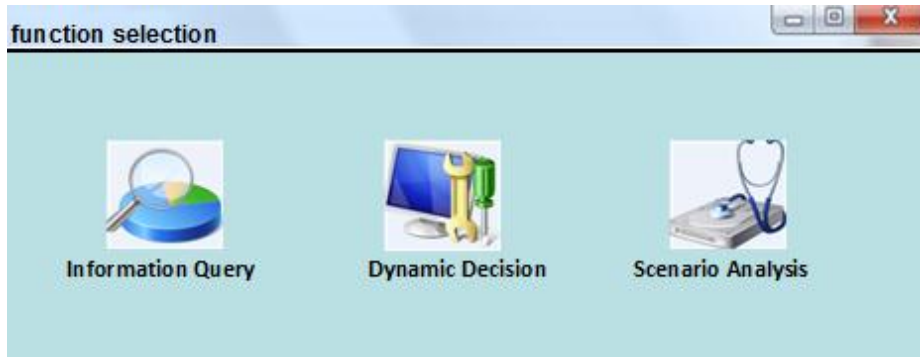 function selection
Information Query
Dynamic Decision
Scenario Analysis